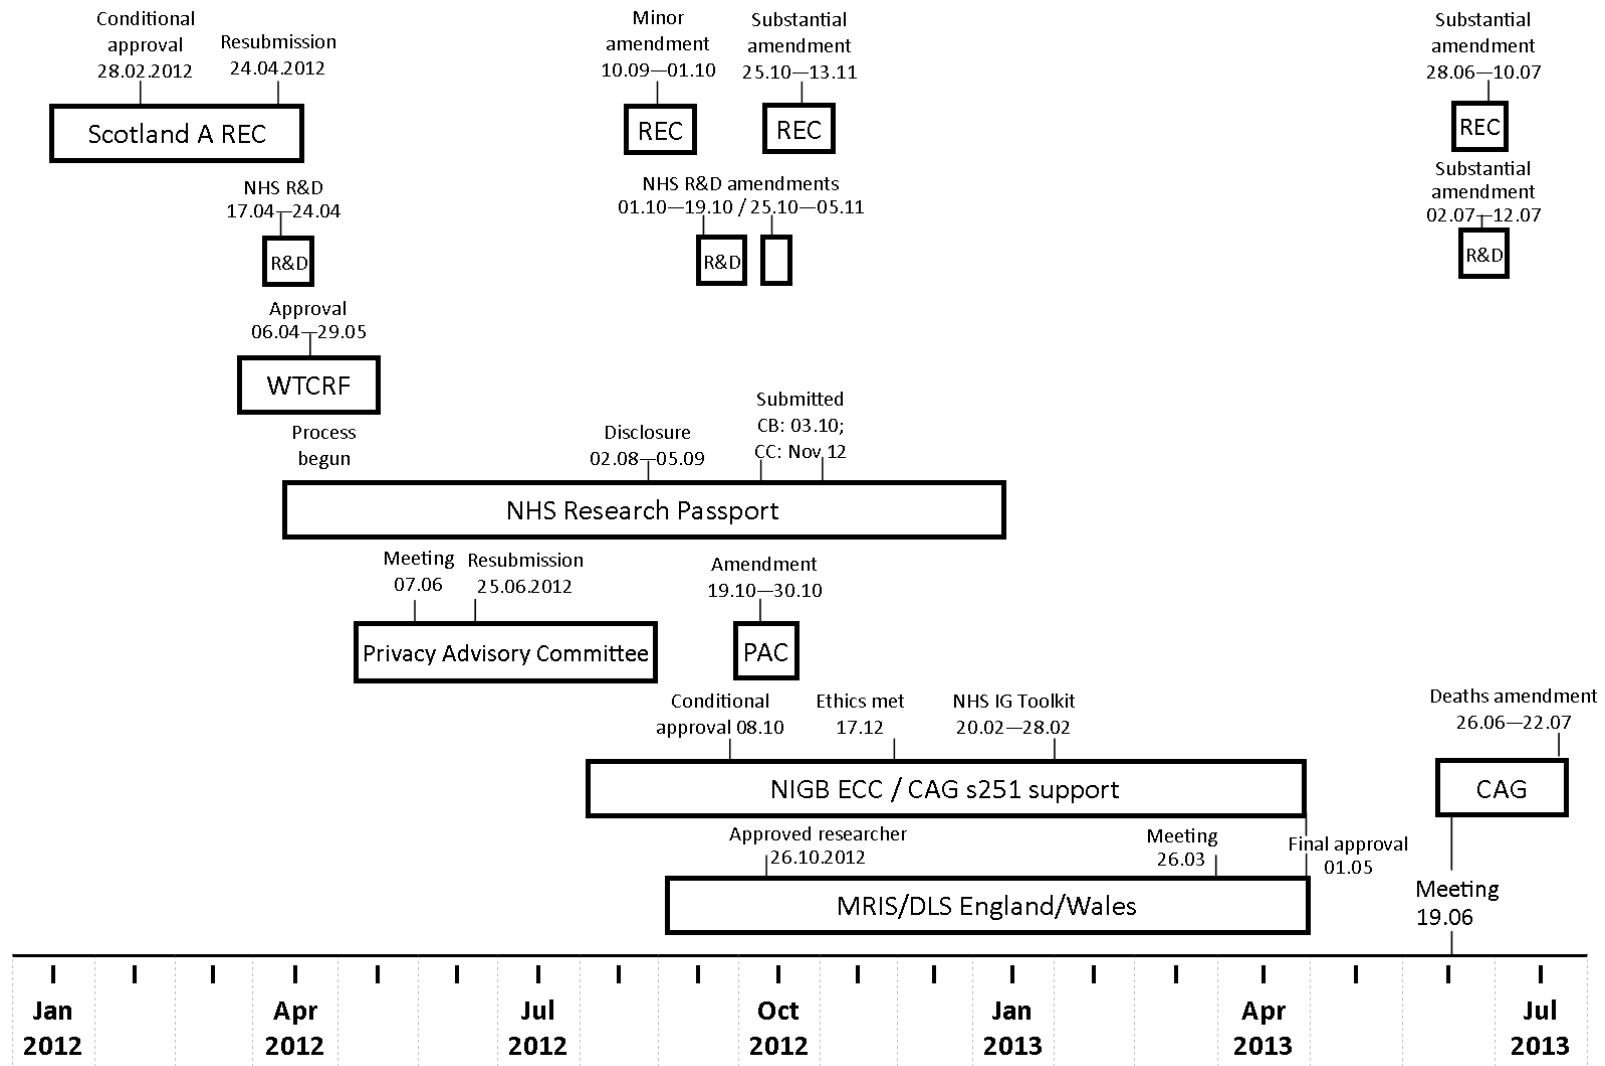 Conditional
approval
28.02.2012
Resubmission
24.04.2012
Scotland A REC
Minor
amendment
10.09—01.10
REC
Substantial
amendment
25.10—13.11
REC
Substantial
amendment
28.06—10.07
REC
NHS R&D
17.04—24.04
R&D
NHS R&D amendments
01.10—19.10 / 25.10—05.11
R&D
Substantial
amendment
02.07—12.07
R&D
Approval
06.04—29.05
WTCRF
Process
begun
Disclosure
02.08—05.09
Submitted
CB: 03.10;
CC: Nov 12
NHS Research Passport
Meeting
07.06
Resubmission
25.06.2012
Privacy Advisory Committee
Amendment
19.10—30.10
PAC
Conditional
approval 08.10
Ethics met
17.12
NHS IG Toolkit
20.02—28.02
NIGB ECC / CAG s251 support
Deaths amendment
26.06—22.07
CAG
Approved researcher
26.10.2012
Meeting
26.03
Final approval
01.05
MRIS/DLS England/Wales
Meeting
19.06
Jan
2012
Apr
2012
Jul
2012
Oct
2012
Jan
2013
Apr
2013
Jul
2013